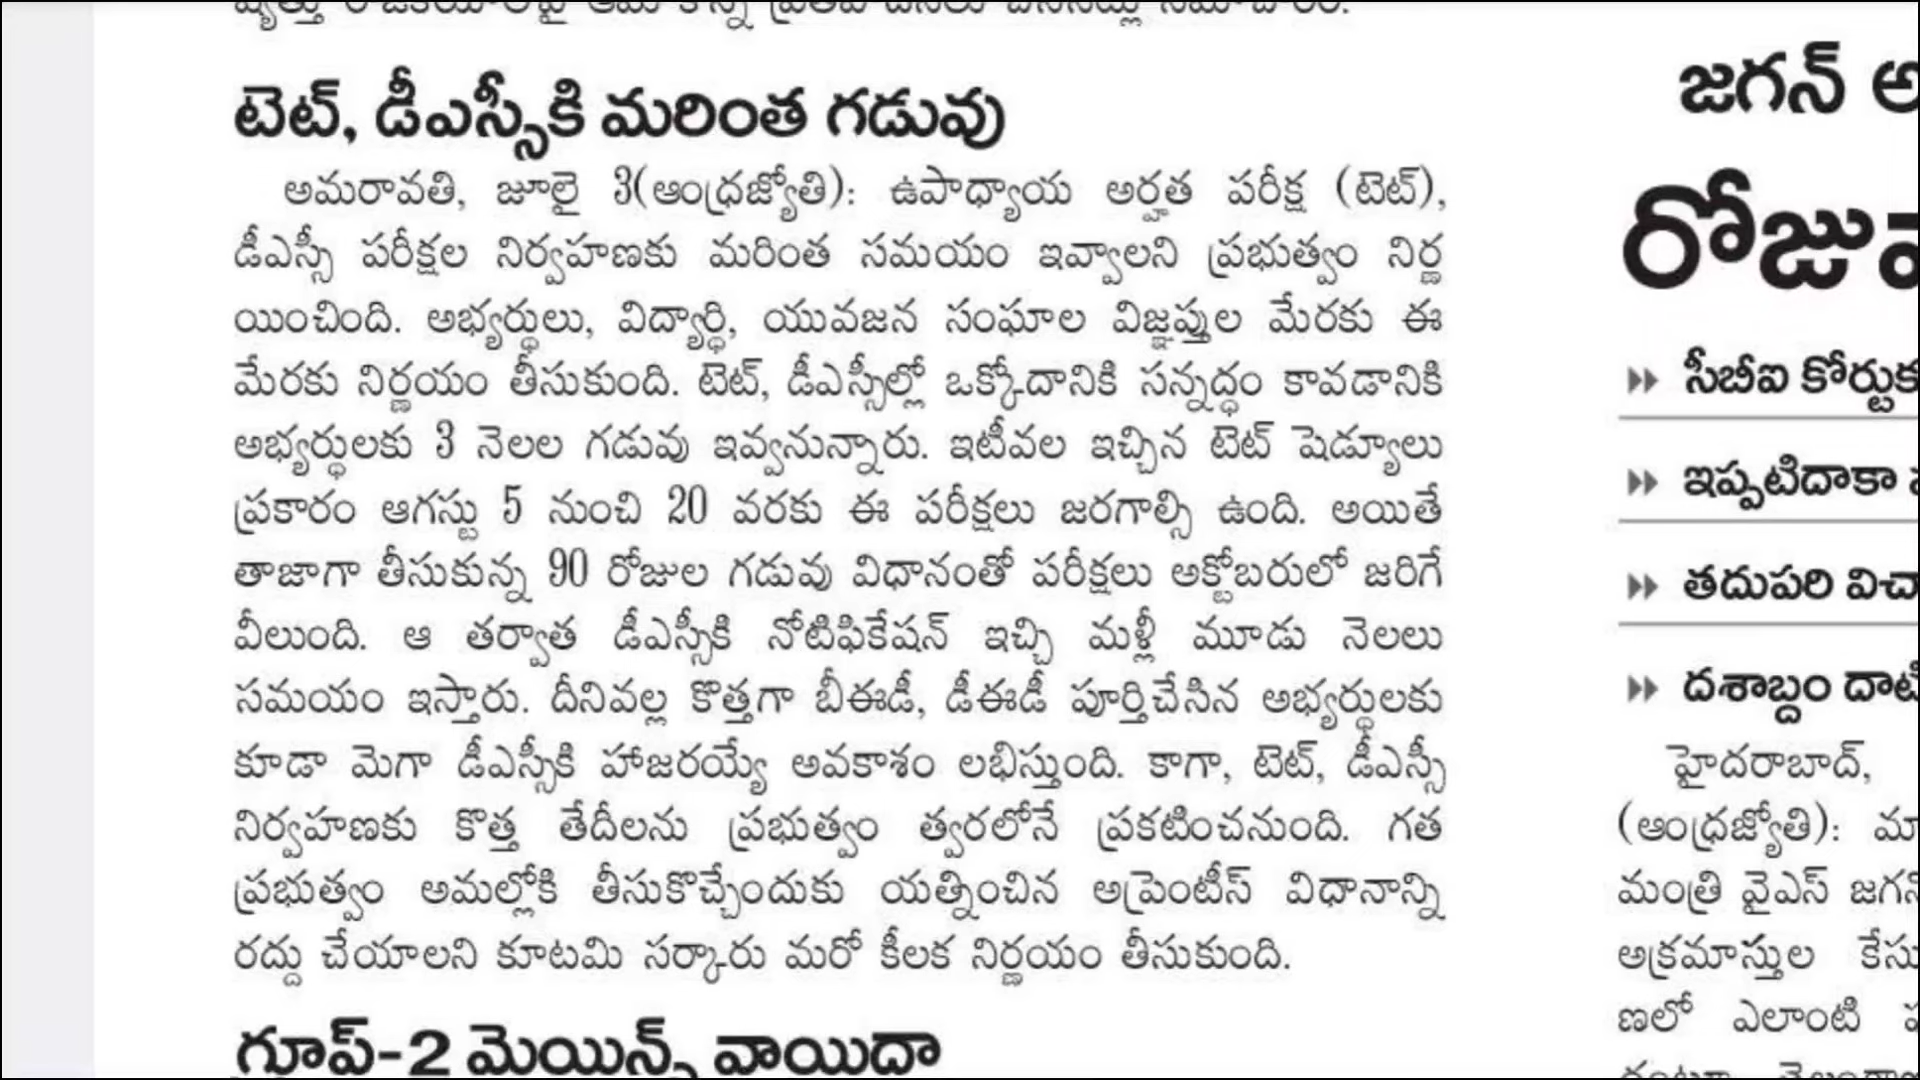 టెట్, డీఎస్సీకి మరింత గడువు
అమరావతి, జూలై 3(ఆంధ్రజ్యోతి): ఉపాధ్యాయ అర్హత పరీక్ష (టెట్),
డీఎస్సీ పరీక్షల నిర్వహణకు మరింత సమయం ఇవ్వాలని ప్రభుత్వం నిర్ణ
యించింది. అభ్యర్థులు, విద్యార్థి, యువజన సంఘాల విజ్ఞప్తుల మేరకు ఈ
మేరకు నిర్ణయం తీసుకుంది. టెట్, డీఎస్సీల్లో ఒక్కోదానికి సన్నద్ధం కావడానికి
అభ్యర్థులకు 3 నెలల గడువు ఇవ్వనున్నారు. ఇటీవల ఇచ్చిన టెట్ షెడ్యూలు
ప్రకారం ఆగస్టు 5 నుంచి 20 వరకు ఈ పరీక్షలు జరగాల్సి ఉంది. అయితే
తాజాగా తీసుకున్న 90 రోజుల గడువు విధానంతో పరీక్షలు అక్టోబరులో జరిగే
వీలుంది. ఆ తర్వాత డీఎస్సీకి నోటిఫికేషన్ ఇచ్చి మళ్లీ మూడు నెలలు
సమయం ఇస్తారు. దీనివల్ల కొత్తగా బీఈడీ, డీఈడీ పూర్తిచేసిన అభ్యర్థులకు
కూడా మెగా డీఎస్సీకి హాజరయ్యే అవకాశం లభిస్తుంది. కాగా, టెట్, డీఎస్సీ
నిర్వహణకు కొత్త తేదీలను ప్రభుత్వం త్వరలోనే ప్రకటించనుంది. గత
ప్రభుత్వం అమల్లోకి తీసుకొచ్చేందుకు యత్నించిన అప్రెంటీస్ విధానాన్ని
రద్దు చేయాలని కూటమి సర్కారు మరో కీలక నిర్ణయం తీసుకుంది.
గ్రూప్-2 మెయిన్స్ వాయిదా
జగన్
సీబీఐ
ఇప్పటిదాకా
తదుపరి
దశాబ్దం
హైదరాబాద్,
(ఆంధ్రజ్యోతి):
మంత్రి వైఎస్
అక్రమాస్తుల
ణలో ఎలాంటి